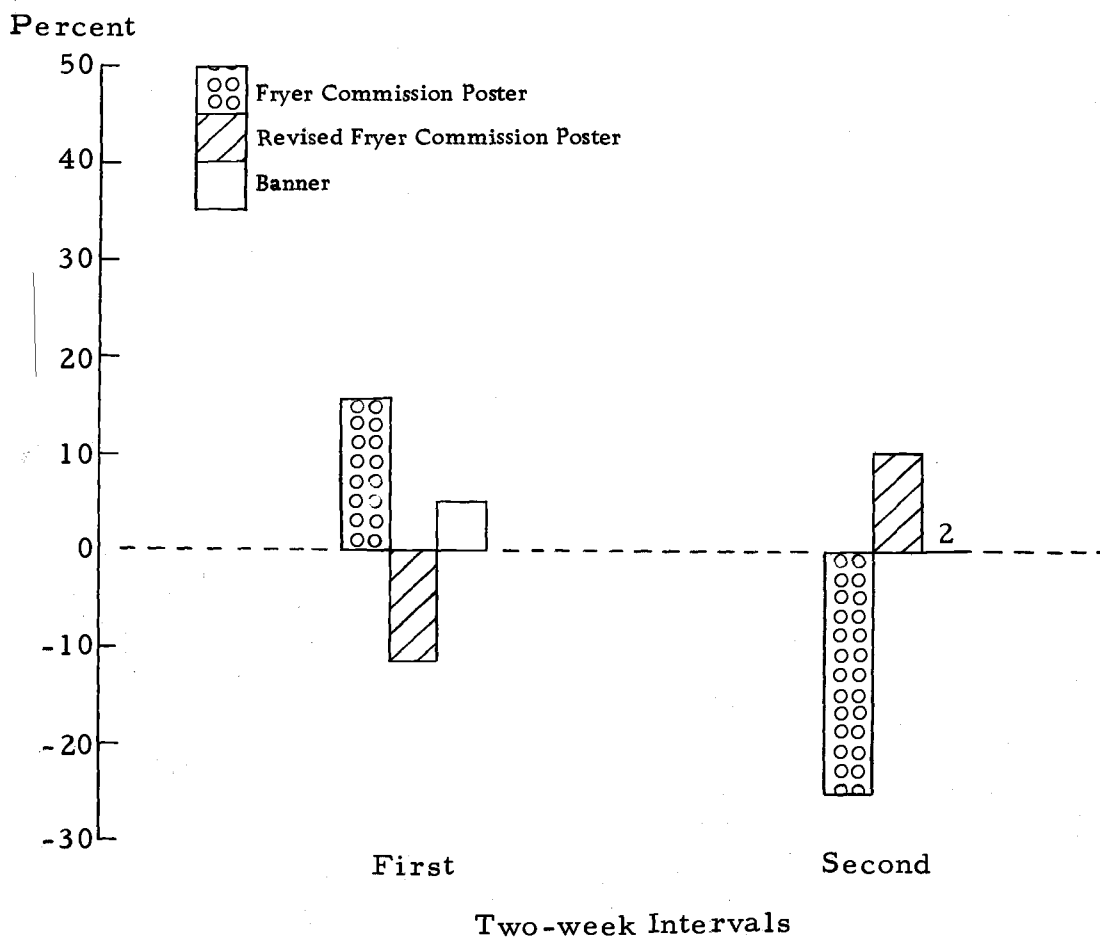 Percent
50
Fryer Commission Poster
Revised Fryer Commission Poster
40
Banner
30
20
10
2
0
-10
-20
-30
First Second
Two-week Intervals